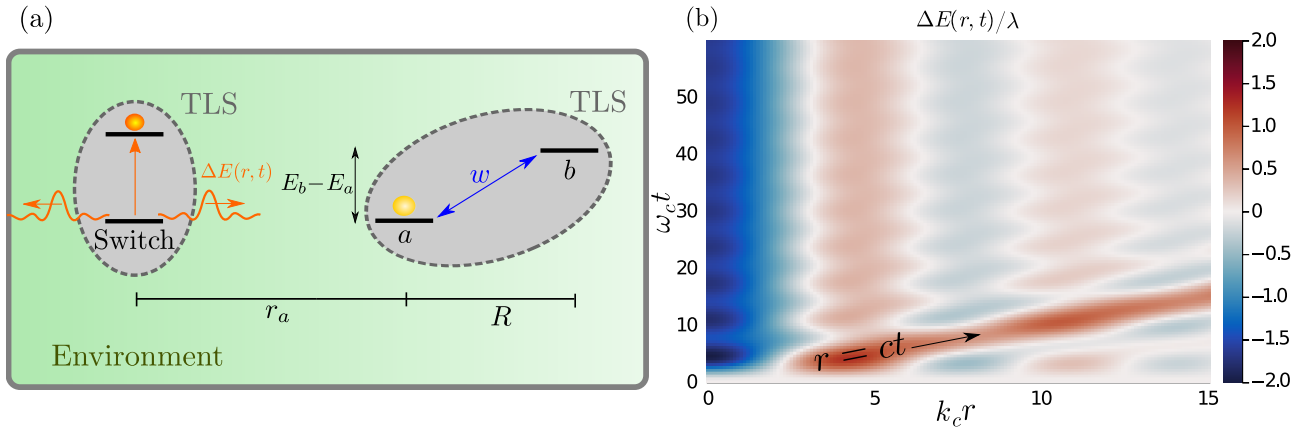 (a)
TLS
ΔE(r, t)
Switch
TLS
E_b−E_a
w
b
a
r_a
R
Environment
(b)
ΔE(r, t)/λ
ω_c t
50
40
30
20
10
0
r = ct
0
5
10
15
k_c r
2.0
1.5
1.0
0.5
0
−0.5
−1.0
−1.5
−2.0